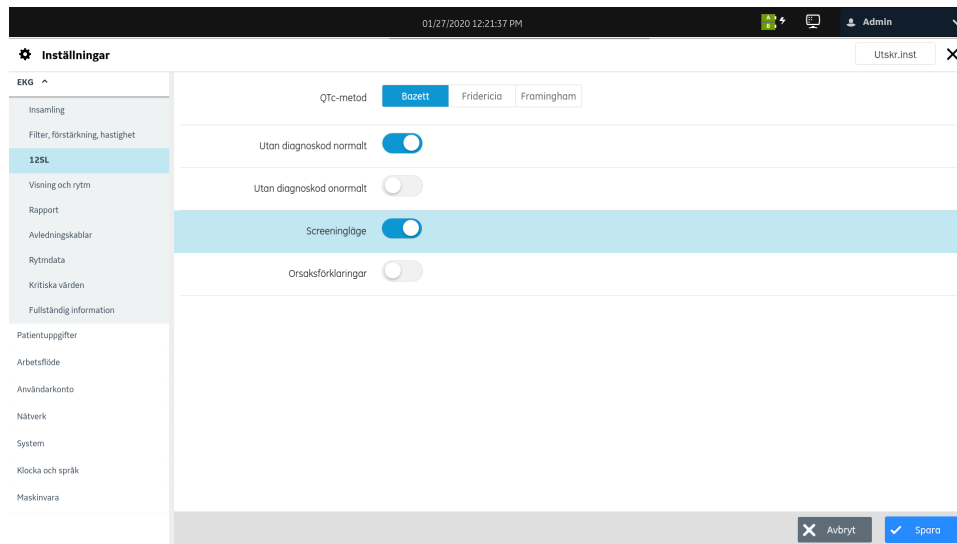 01/27/2020 12:21:37 PM
A
B
Admin
Inställningar
Utskr.inst
EKG
Insamling
Filter, förstärkning, hastighet
12SL
Visning och rytm
Rapport
Avledningskablar
Rytmdata
Kritiska värden
Fullständig information
Patientuppgifter
Arbetsflöde
Användarkonto
Nätverk
System
Klocka och språk
Maskinvara
QTc-metod
Bazett Fridericia Framingham
Utan diagnoskod normalt
Utan diagnoskod onormalt
Screeningläge
Orsaksförklaringar
Avbryt
Spara